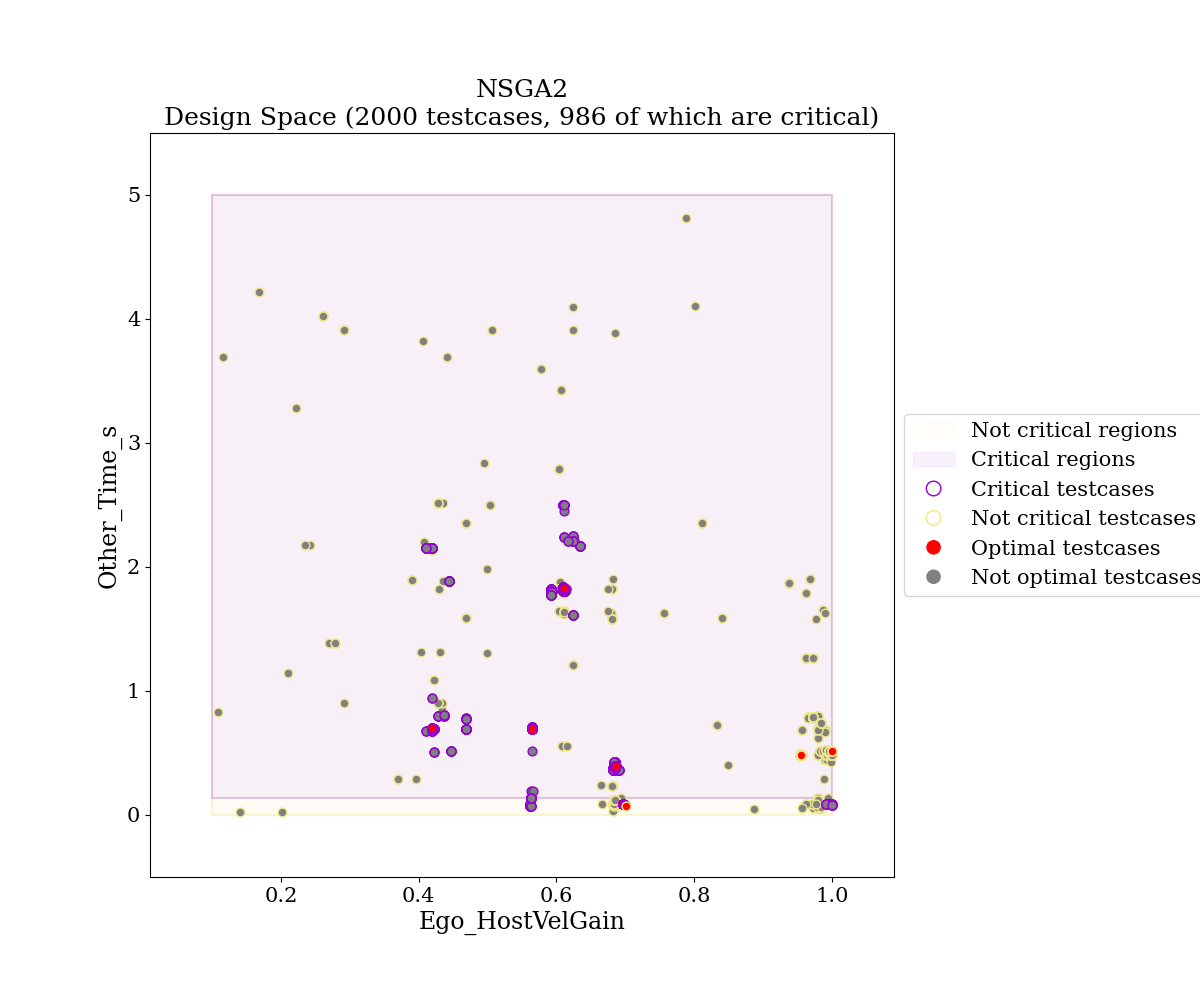 NSGA2
Design Space (2000 testcases, 986 of which are critical)
5
4
3
2
1
0
Other_Time_s
0.2
0.4
0.6
0.8
1.0
Ego_HostVelGain
Not critical regions
Critical regions
Critical testcases
Not critical testcases
Optimal testcases
Not optimal testcases